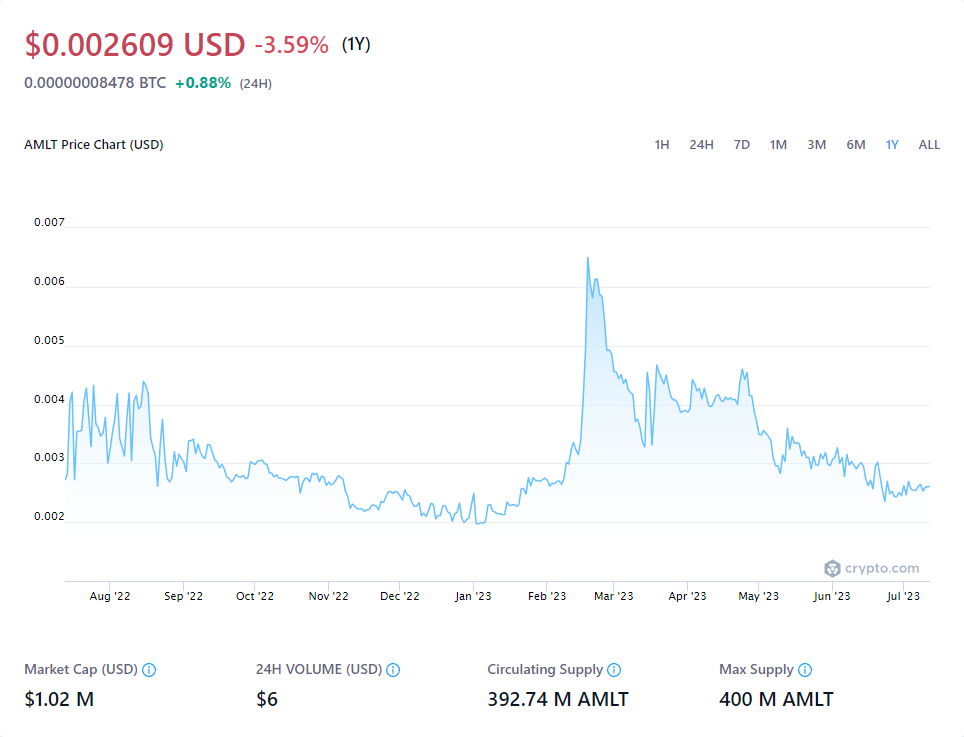 $0.002609 USD -3.59% (1Y)
0.00000008478 BTC +0.88% (24H)
AMLT Price Chart (USD) 1H 24H 7D 1M 3M 6M 1Y ALL
0.007
0.006
0.005
0.004
0.003
0.002
crypto.com
Aug '22 Sep '22 Oct '22 Nov '22 Dec '22 Jan '23 Feb '23 Mar '23 Apr '23 May '23 Jun '23 Jul '23
Market Cap (USD) 24H VOLUME (USD) Circulating Supply Max Supply
$1.02 M $6 392.74 M AMLT 400 M AMLT